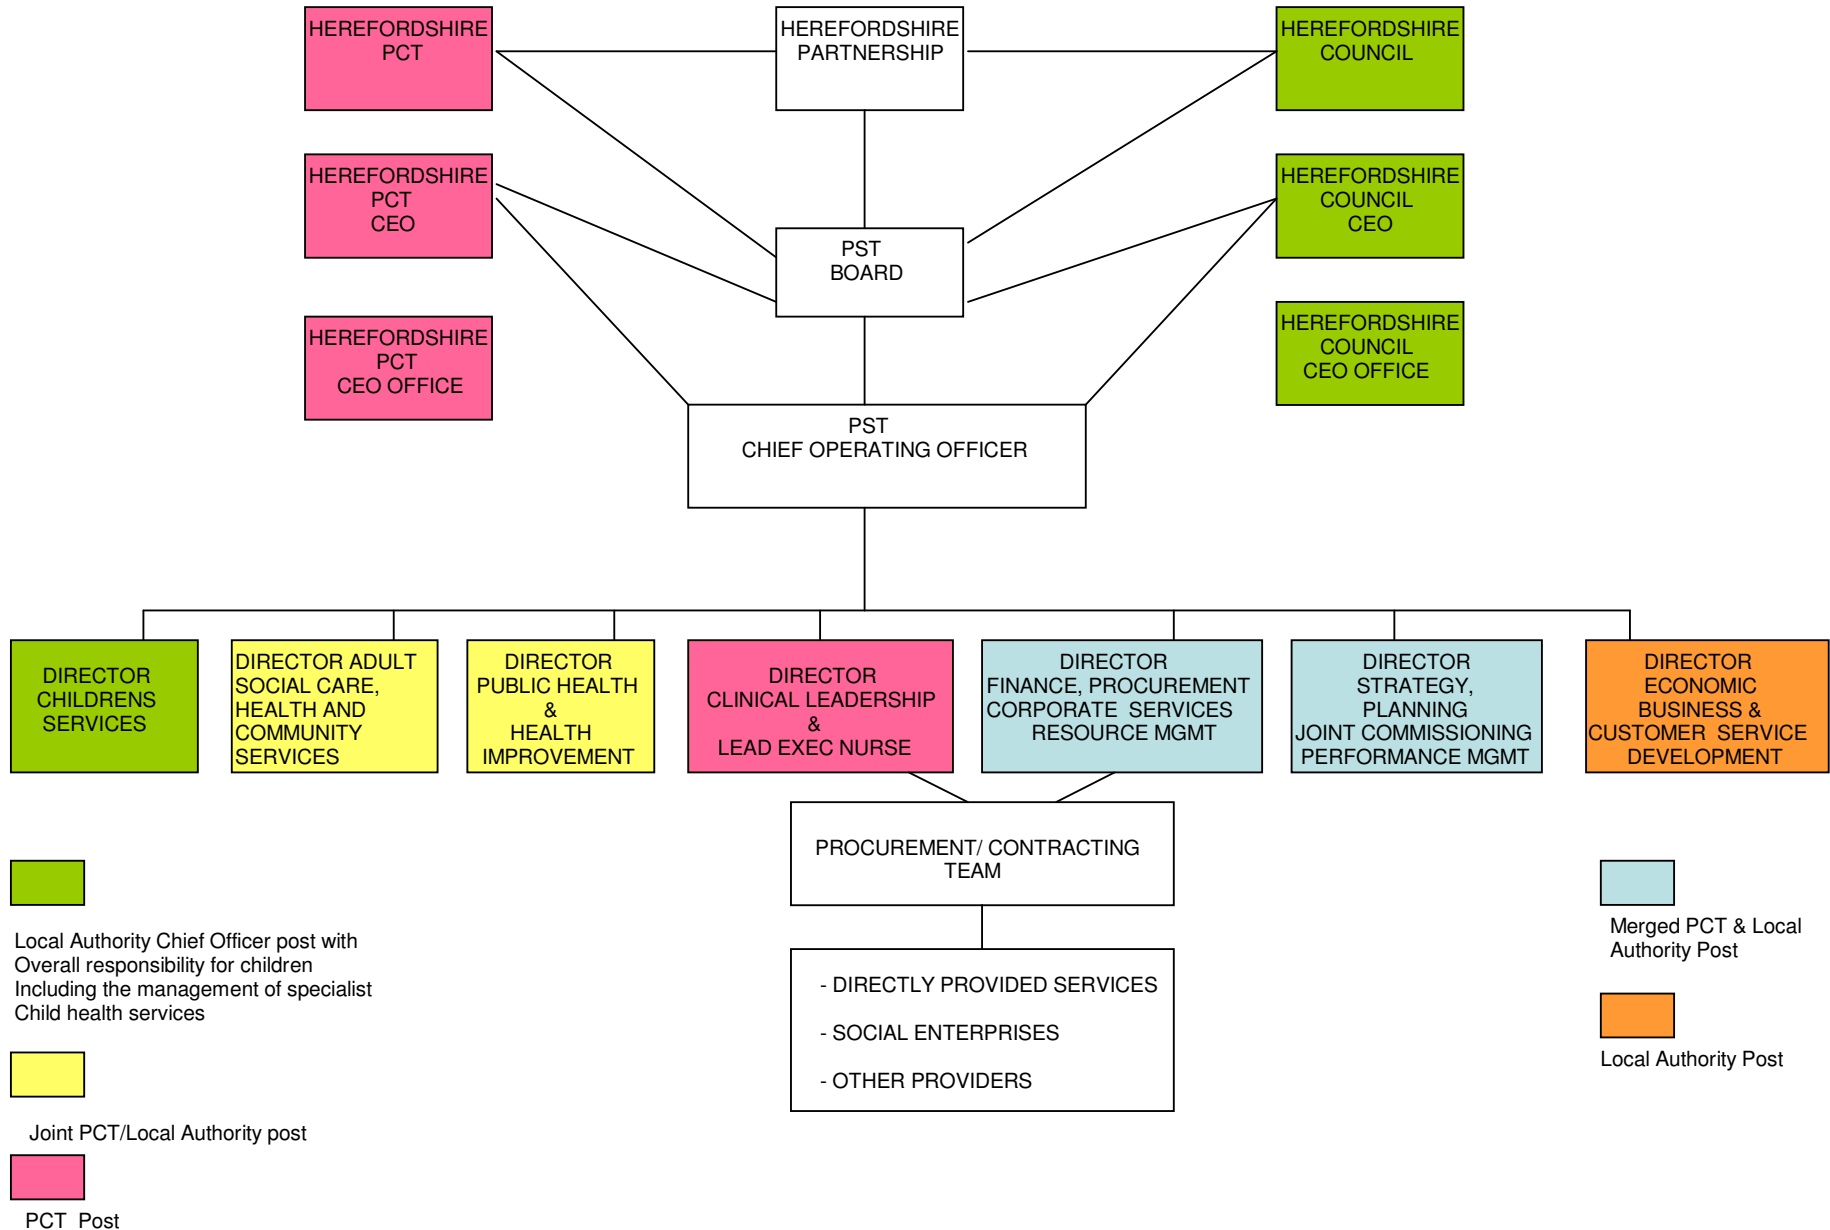 HEREFORDSHIRE
PCT
HEREFORDSHIRE
PARTNERSHIP
HEREFORDSHIRE
COUNCIL
HEREFORDSHIRE
PCT
CEO
HEREFORDSHIRE
COUNCIL
CEO
PST
BOARD
HEREFORDSHIRE
PCT
CEO OFFICE
HEREFORDSHIRE
COUNCIL
CEO OFFICE
PST
CHIEF OPERATING OFFICER
DIRECTOR
CHILDRENS
SERVICES
DIRECTOR ADULT
SOCIAL CARE,
HEALTH AND
COMMUNITY
SERVICES
DIRECTOR
PUBLIC HEALTH
&
HEALTH
IMPROVEMENT
DIRECTOR
CLINICAL LEADERSHIP
&
LEAD EXEC NURSE
DIRECTOR
FINANCE, PROCUREMENT
CORPORATE SERVICES
RESOURCE MGMT
DIRECTOR
STRATEGY,
PLANNING
JOINT COMMISSIONING
PERFORMANCE MGMT
DIRECTOR
ECONOMIC
BUSINESS &
CUSTOMER SERVICE
DEVELOPMENT
PROCUREMENT/ CONTRACTING
TEAM
- DIRECTLY PROVIDED SERVICES
- SOCIAL ENTERPRISES
- OTHER PROVIDERS
Local Authority Chief Officer post with
Overall responsibility for children
Including the management of specialist
Child health services
Joint PCT/Local Authority post
PCT Post
Merged PCT & Local
Authority Post
Local Authority Post